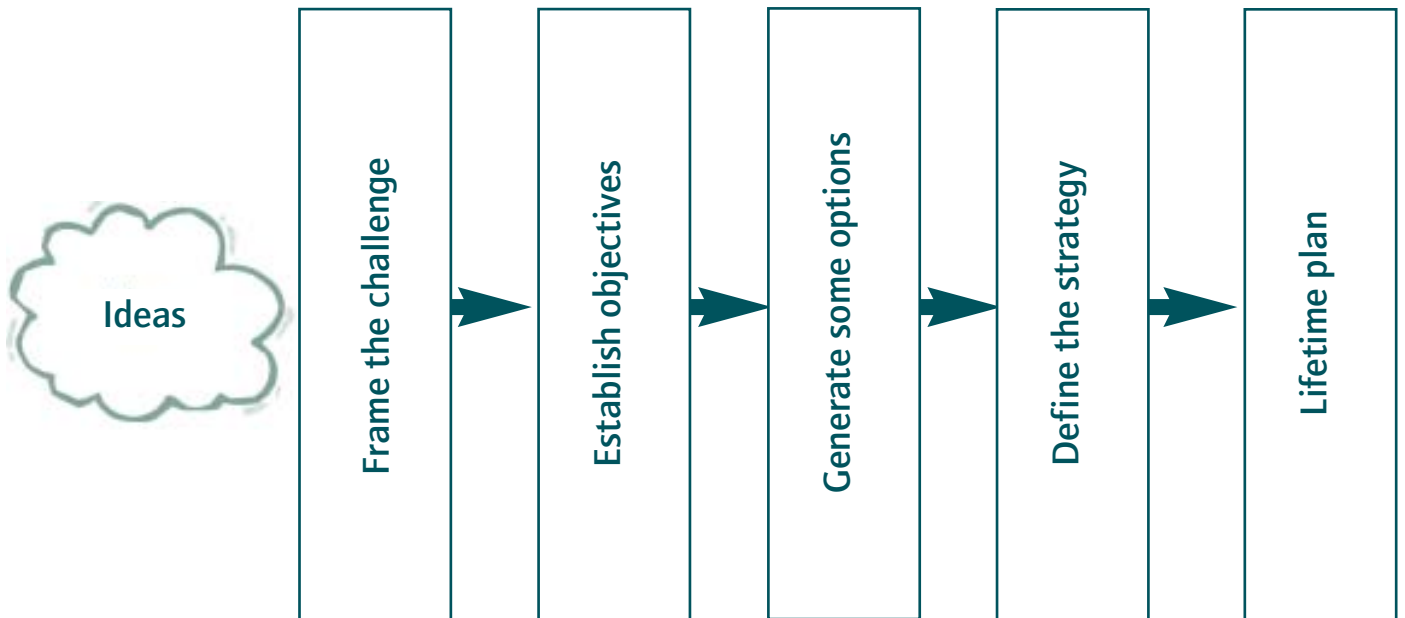 Ideas
Frame the challenge
Establish objectives
Generate some options
Define the strategy
Lifetime plan